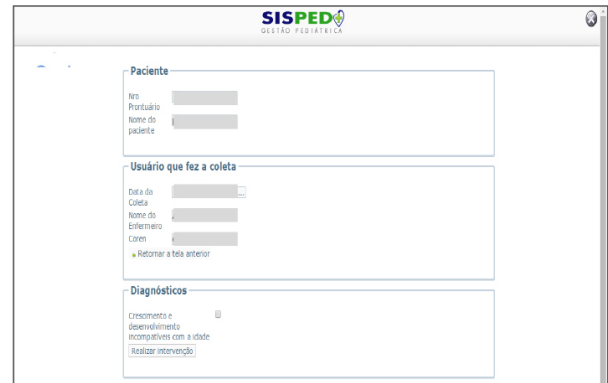 SISPED
GESTÃO PEDIÁTRICA
Paciente
Nro
Prontuário
Nome do
paciente
Usuário que fez a coleta
Data da
Coleta
...
Nome do
Enfermeiro
Coren
Retornar a tela anterior
Diagnósticos
Crescimento e
desenvolvimento
incompatíveis com a idade
Realizar intervenção